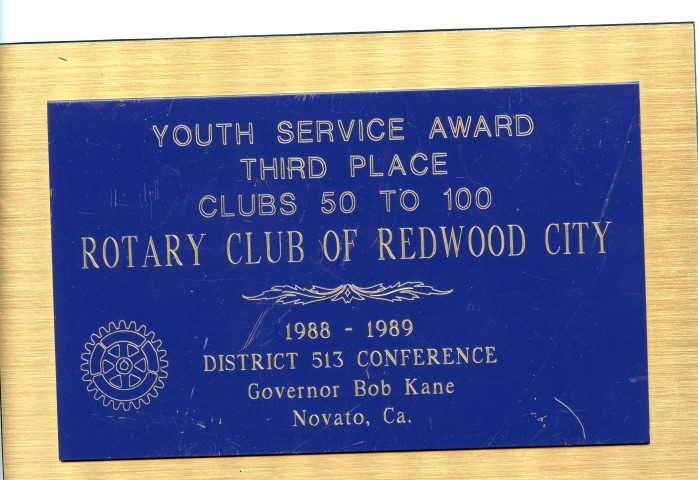 YOUTH SERVICE AWARD
THIRD PLACE
CLUBS 50 TO 100
ROTARY CLUB OF REDWOOD CITY
1988 - 1989
DISTRICT 513 CONFERENCE
Governor Bob Kane
Novato, Ca.